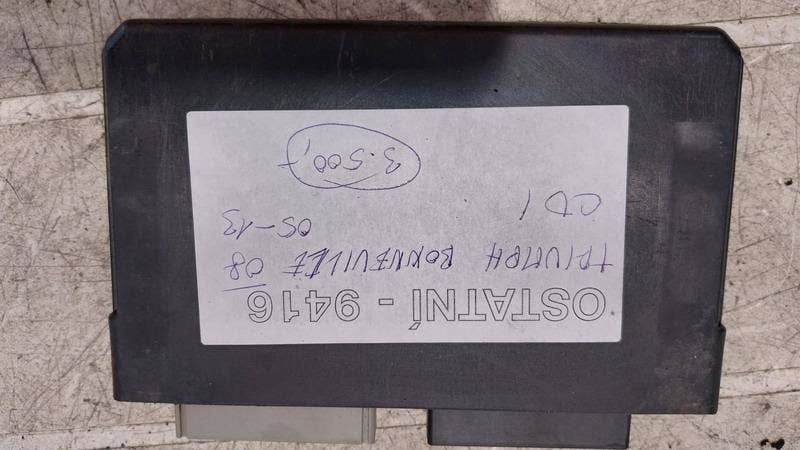 OSTATNÍ - 9416
TRIUMPH BONNEVILLE 08
05-13
CDI
3.500,-